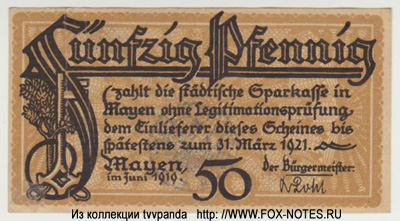 Fünfzig Pfennig
zahlt die städtische Sparkasse in
Mayen ohne Legitimationsprüfung
dem Einlieferer dieses Scheines bis
spätestens zum 31. März 1921.
Mayen,
im Juni 1919.
50
Der Bürgermeister:
Из коллекции tvvpanda http://www.FOX-NOTES.RU